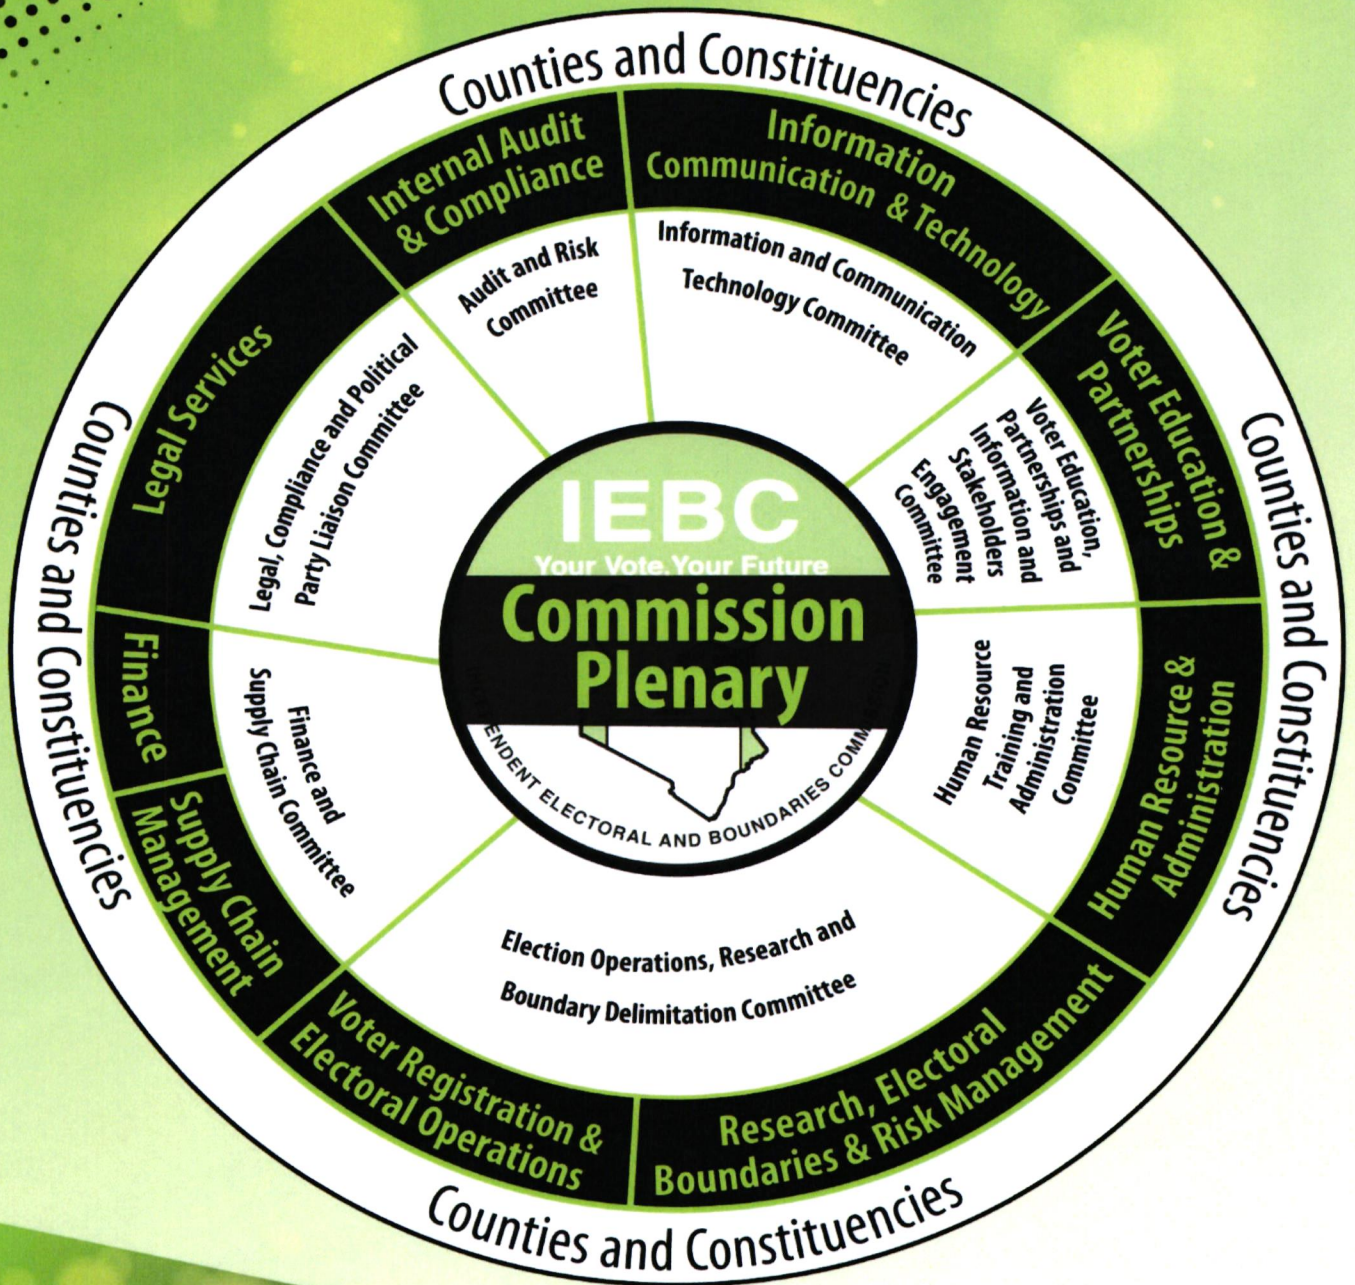 Counties and Constituencies
Internal Audit
& Compliance
Information
Communication & Technology
Voter Education &
Partnerships
Human Resource &
Administration
Research, Electoral
Boundaries & Risk Management
Voter Registration &
Electoral Operations
Supply Chain
Management
Finance
Legal Services
Audit and Risk
Committee
Information and Communication
Technology Committee
Voter Education,
Partnerships and
Information and
Stakeholders
Engagement
Committee
Human Resource
Training and
Administration
Committee
Election Operations, Research and
Boundary Delimitation Committee
Finance and
Supply Chain Committee
Legal, Compliance and Political
Party Liaison Committee
IEBC
Your Vote, Your Future
Commission
Plenary
ELECTORAL AND BOUNDARIES
Counties and Constituencies
Counties and Constituencies
Counties and Constituencies